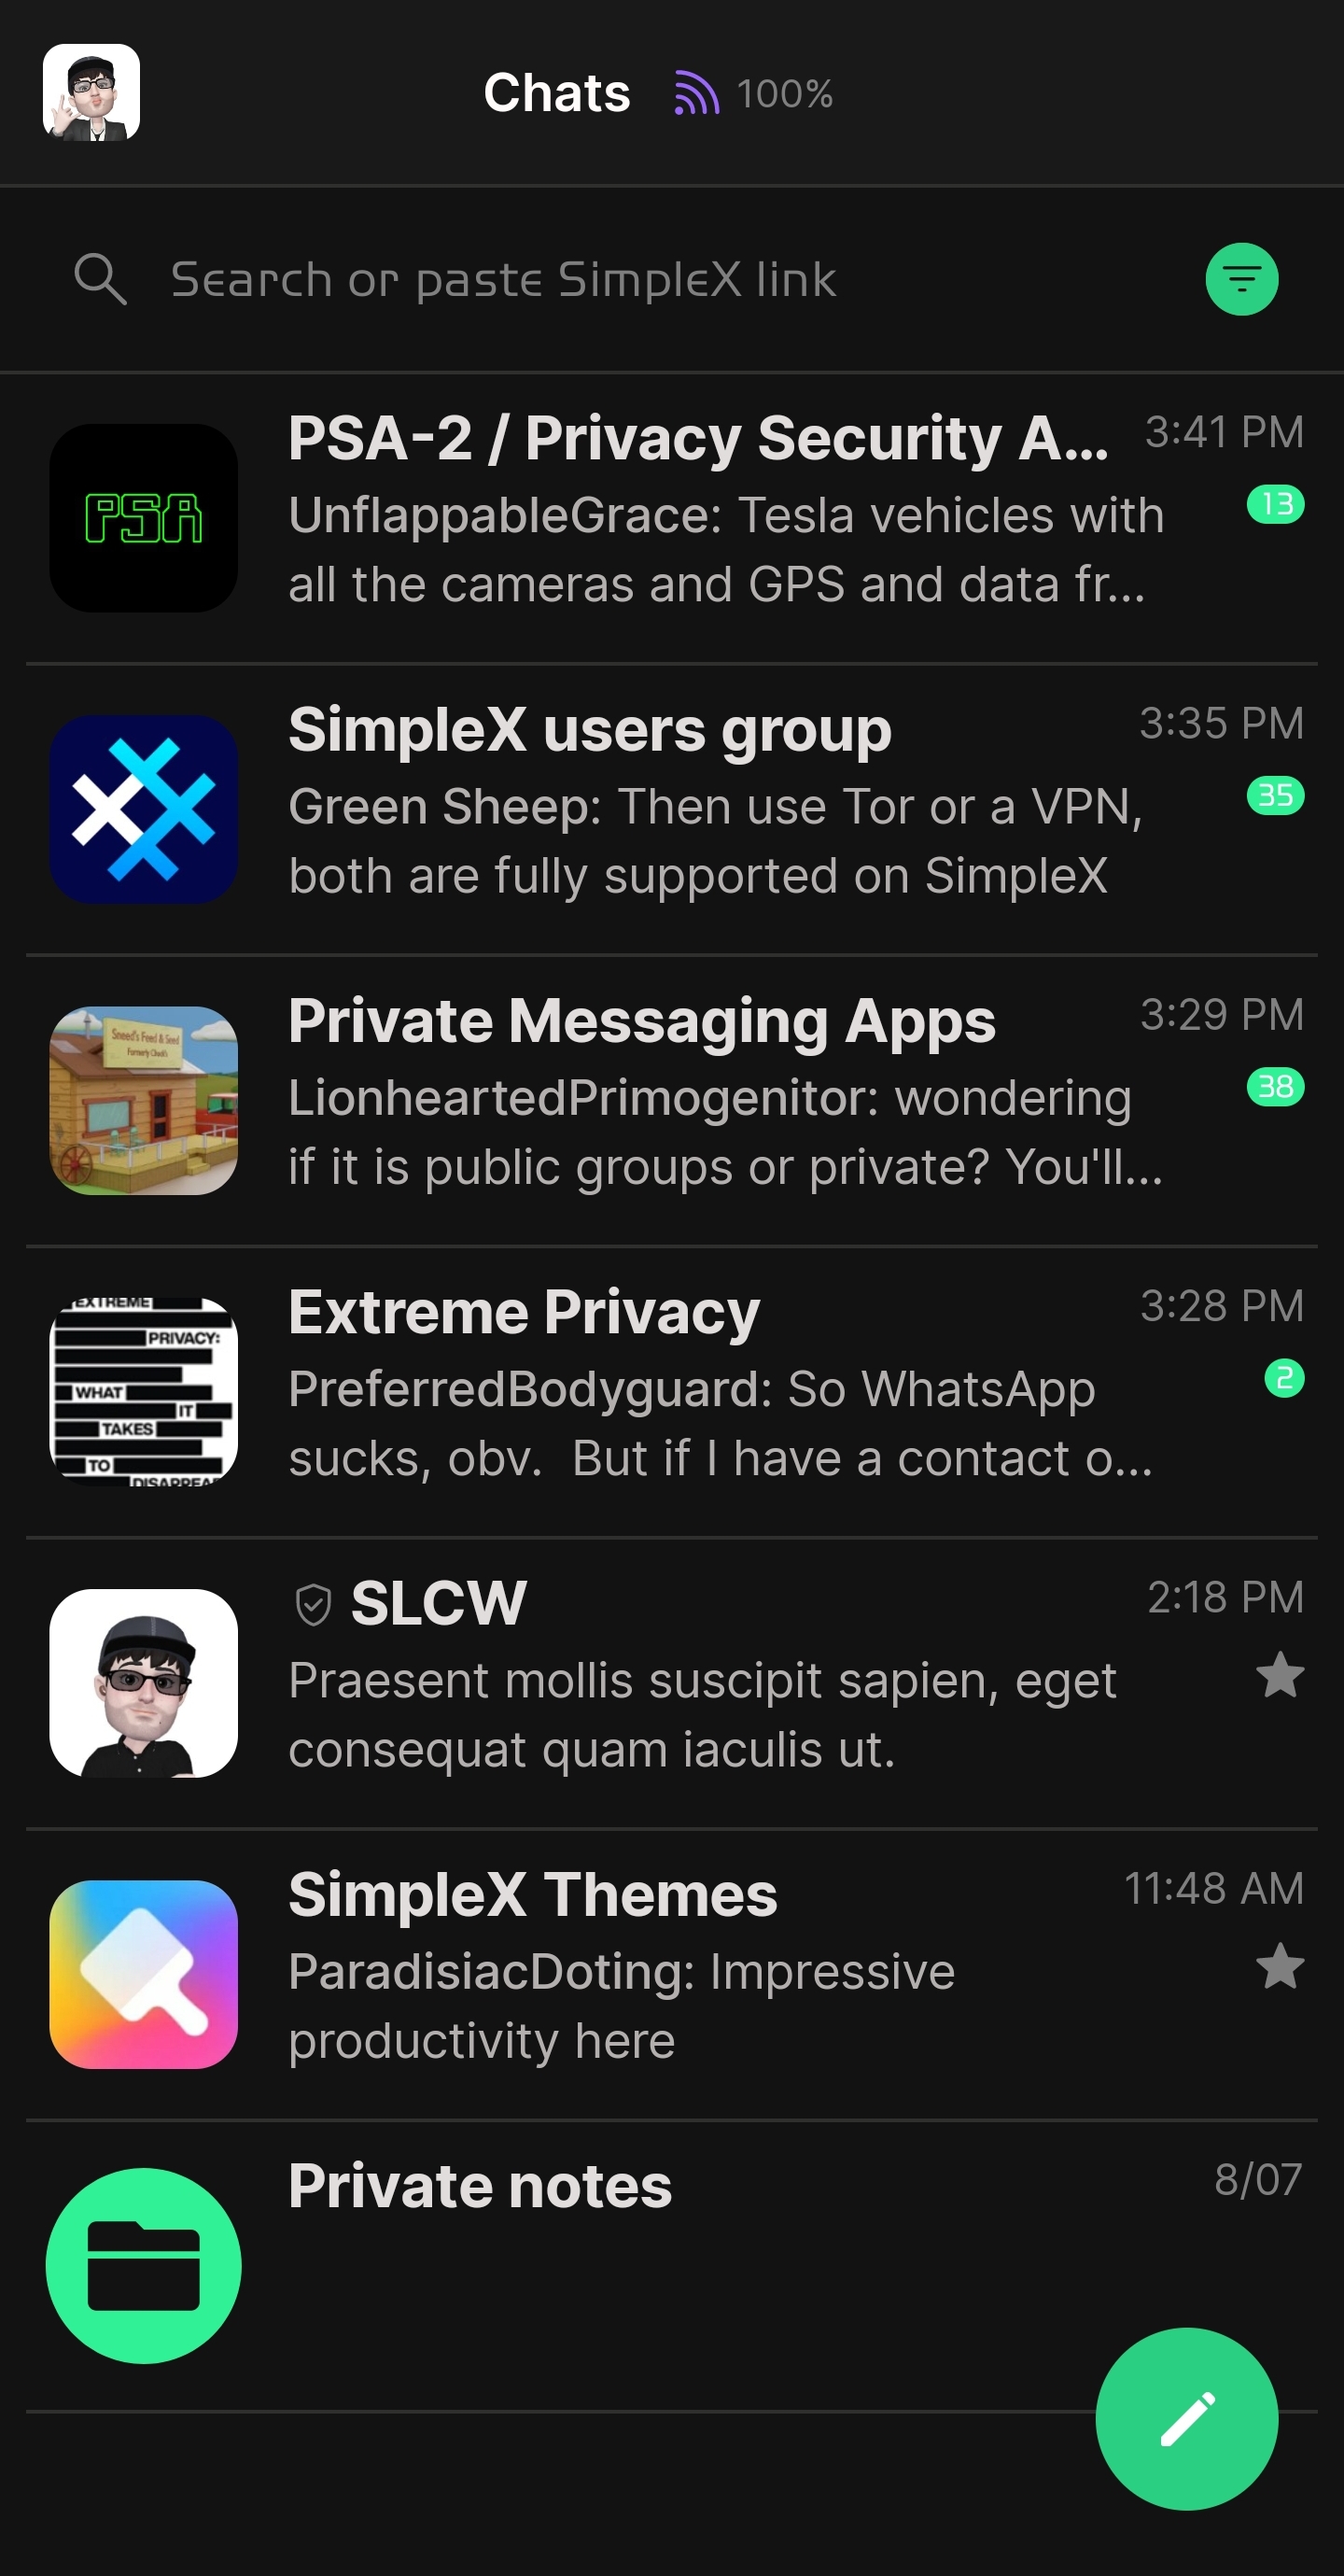 Chats 100%
Search or paste SimpleX link
PSA
PSA-2 / Privacy Security A... 3:41 PM
UnflappableGrace: Tesla vehicles with 13
all the cameras and GPS and data fr...
SimpleX users group 3:35 PM
Green Sheep: Then use Tor or a VPN, 35
both are fully supported on SimpleX
Sneed's Feed & Seed
Formerly Chuck's
Private Messaging Apps 3:29 PM
LionheartedPrimogenitor: wondering 38
if it is public groups or private? You'll...
EXTREME
PRIVACY:
WHAT
IT
TAKES
TO
DISAPPEAR
Extreme Privacy 3:28 PM
PreferredBodyguard: So WhatsApp 2
sucks, obv.  But if I have a contact o...
SLCW 2:18 PM
Praesent mollis suscipit sapien, eget
consequat quam iaculis ut.
SimpleX Themes 11:48 AM
ParadisiacDoting: Impressive
productivity here
Private notes 8/07